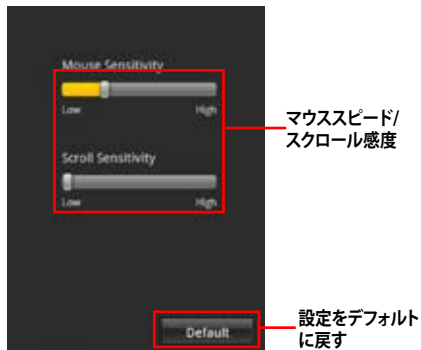 Mouse Sensitivity
Low High
マウススピード/
スクロール感度
Scroll Sensitivity
Low High
Default
設定をデフォルト
に戻す